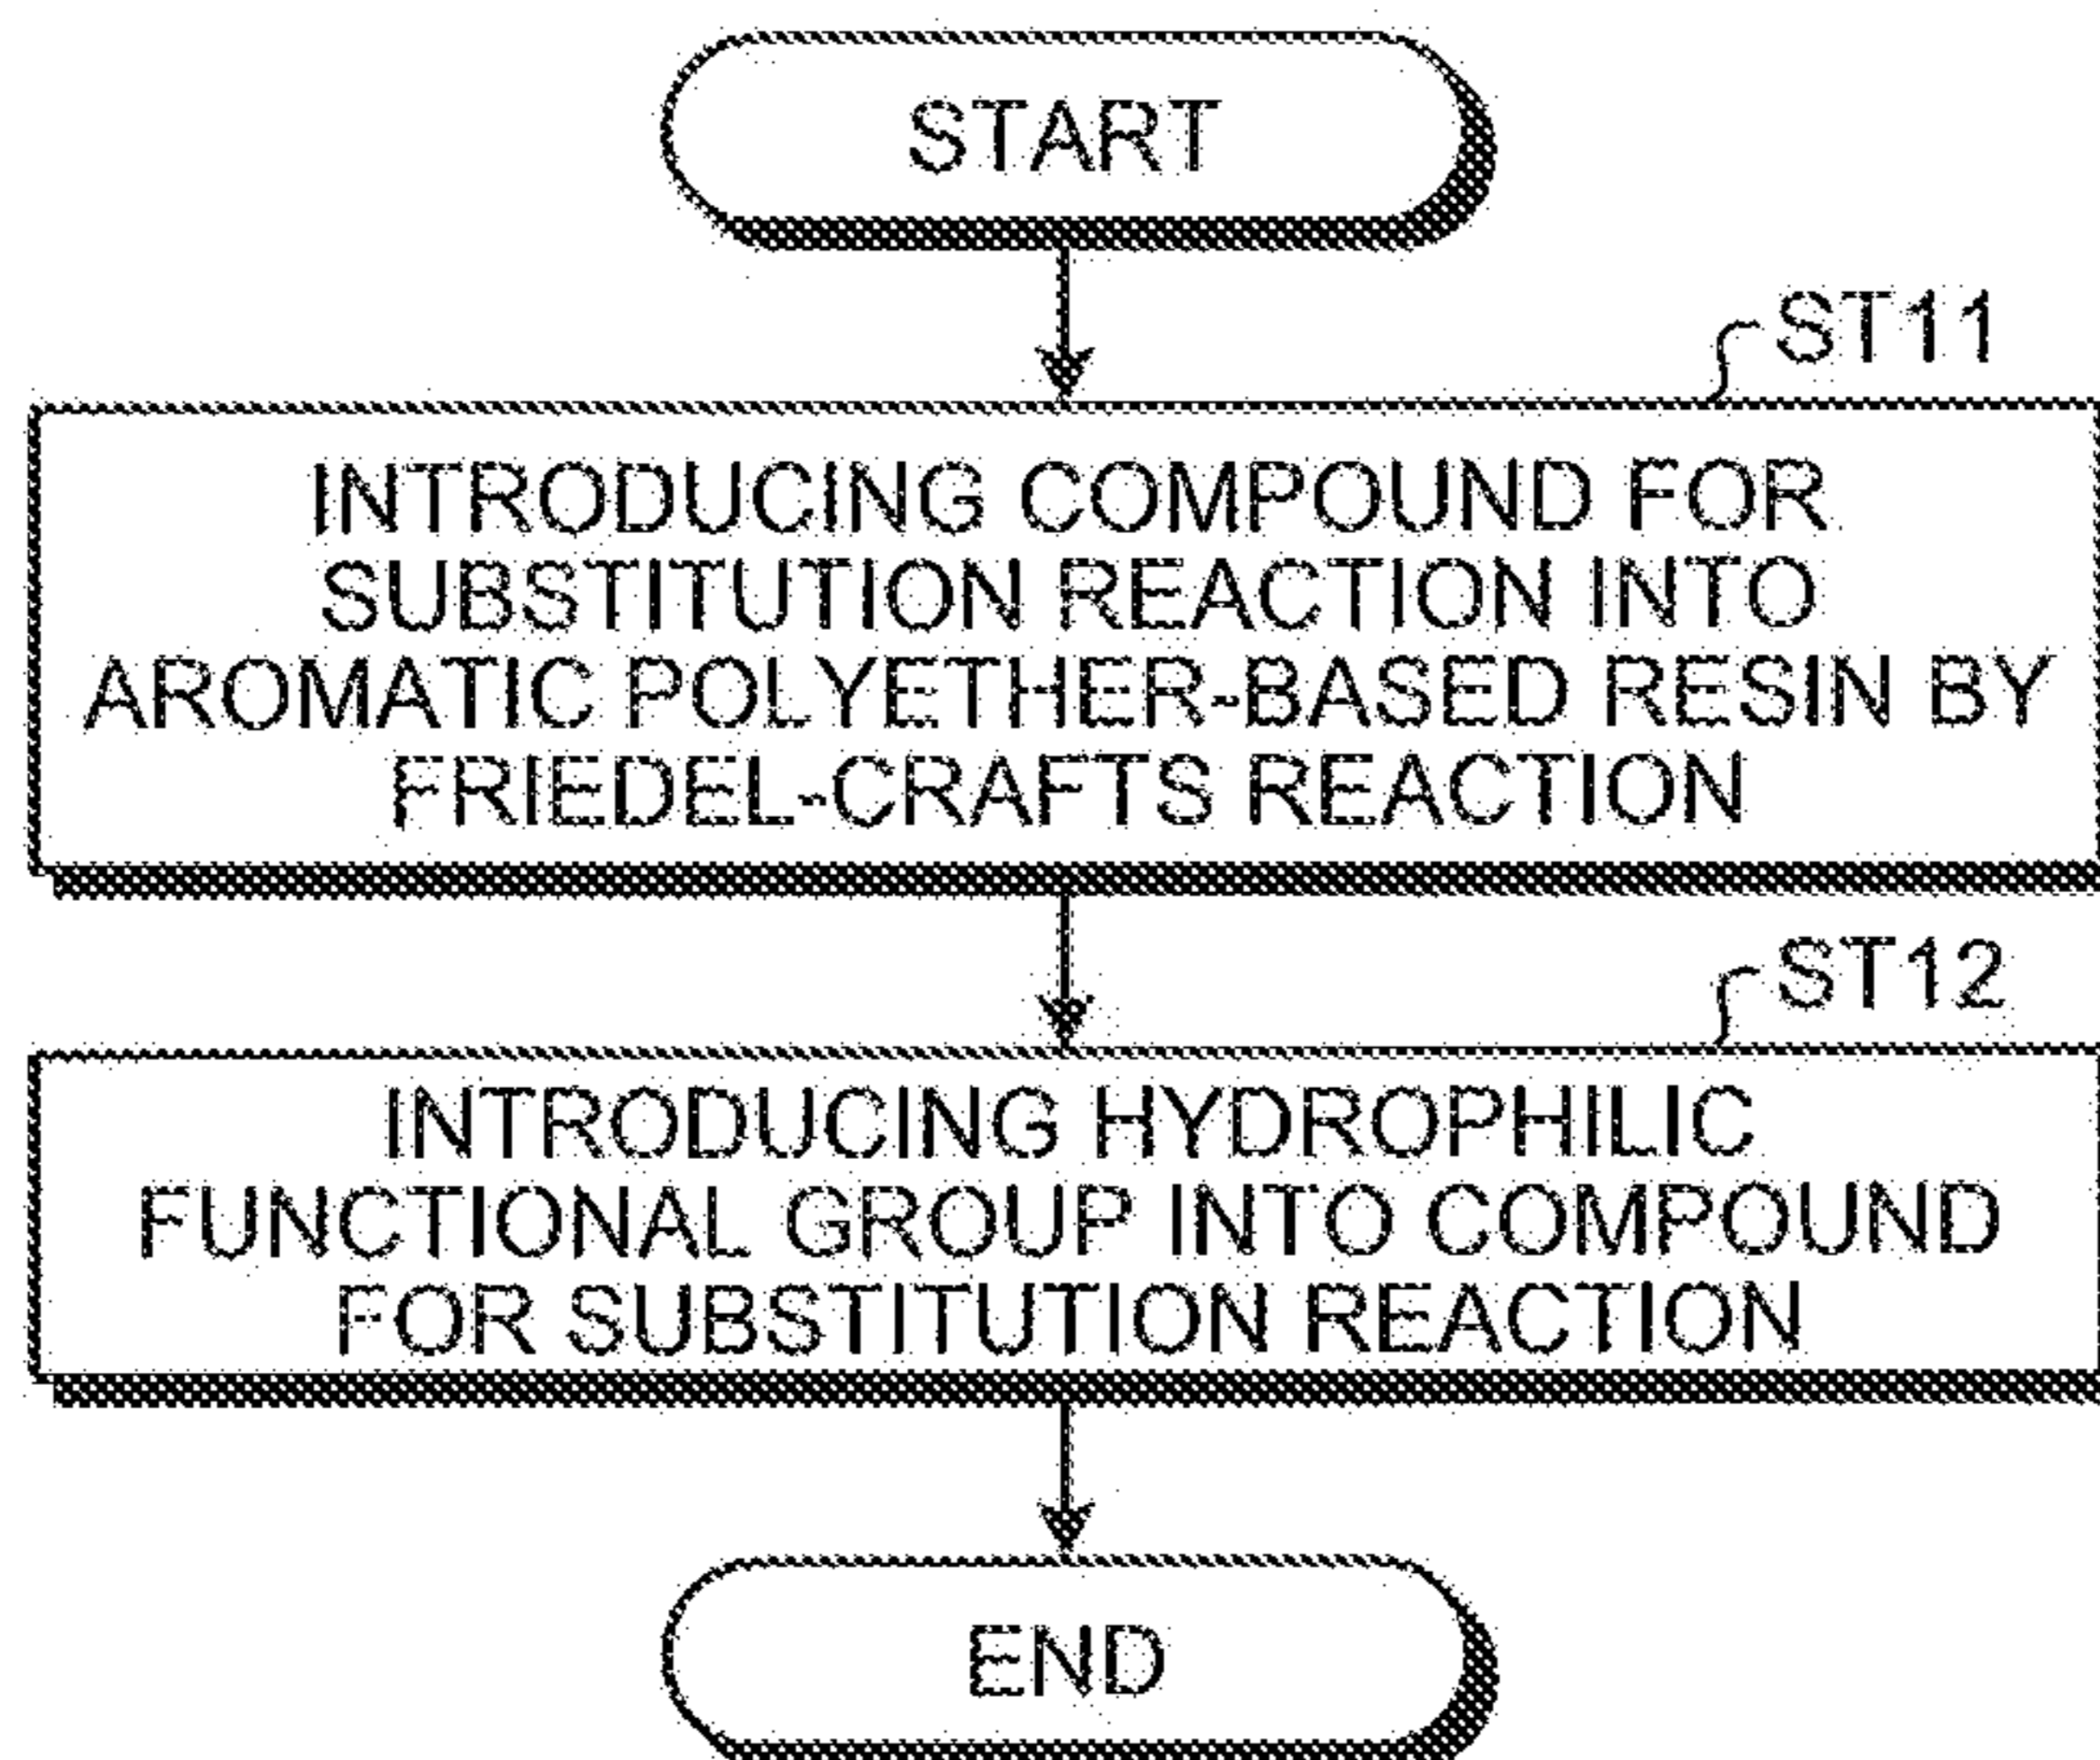 START
ST11
INTRODUCING COMPOUND FOR
SUBSTITUTION REACTION INTO
AROMATIC POLYETHER-BASED RESIN BY
FRIEDEL-CRAFTS REACTION
ST12
INTRODUCING HYDROPHILIC
FUNCTIONAL GROUP INTO COMPOUND
FOR SUBSTITUTION REACTION
END